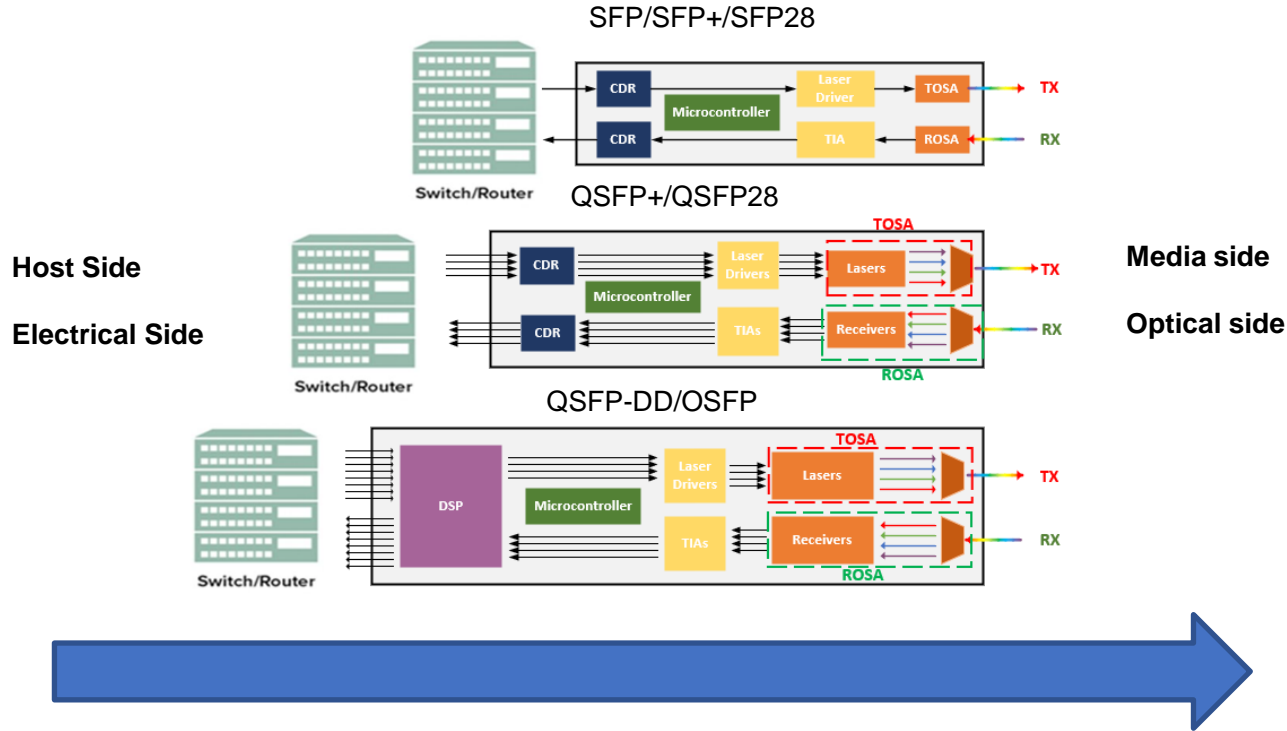 SFP/SFP+/SFP28
CDR
Laser
Driver
TOSA
TX
Microcontroller
CDR
TIA
ROSA
RX
Switch/Router
QSFP+/QSFP28
TOSA
Host Side
Media side
CDR
Laser
Drivers
Lasers
TX
Microcontroller
Electrical Side
Optical side
CDR
TIAs
Receivers
RX
ROSA
Switch/Router
QSFP-DD/OSFP
TOSA
Laser
Drivers
Lasers
TX
DSP
Microcontroller
TIAs
Receivers
RX
ROSA
Switch/Router